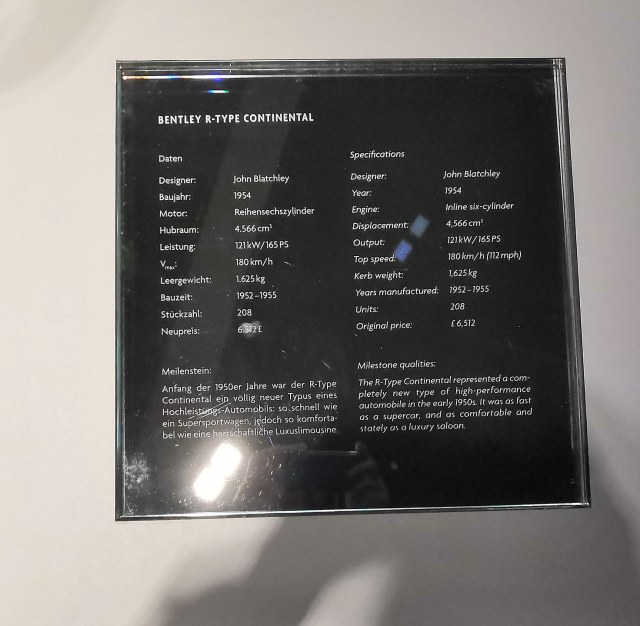 BENTLEY R-TYPE CONTINENTAL
Daten
Designer: John Blatchley
Baujahr: 1954
Motor: Reihensechszylinder
Hubraum: 4.566 cm³
Leistung: 121 kW/165 PS
Vmax: 180 km/h
Leergewicht: 1.625 kg
Bauzeit: 1952–1955
Stückzahl: 208
Neupreis: 6.512 £
Meilenstein:
Anfang der 1950er Jahre war der R-Type
Continental ein völlig neuer Typus eines
Hochleistungs-Automobils: so schnell wie
ein Supersportwagen, jedoch so komforta-
bel wie eine herrschaftliche Luxuslimousine.
Specifications
Designer: John Blatchley
Year: 1954
Engine: Inline six-cylinder
Displacement: 4,566 cm³
Output: 121 kW/165 PS
Top speed: 180 km/h (112 mph)
Kerb weight: 1,625 kg
Years manufactured: 1952–1955
Units: 208
Original price: £ 6,512
Milestone qualities:
The R-Type Continental represented a com-
pletely new type of high-performance
automobile in the early 1950s. It was as fast
as a supercar, and as comfortable and
stately as a luxury saloon.